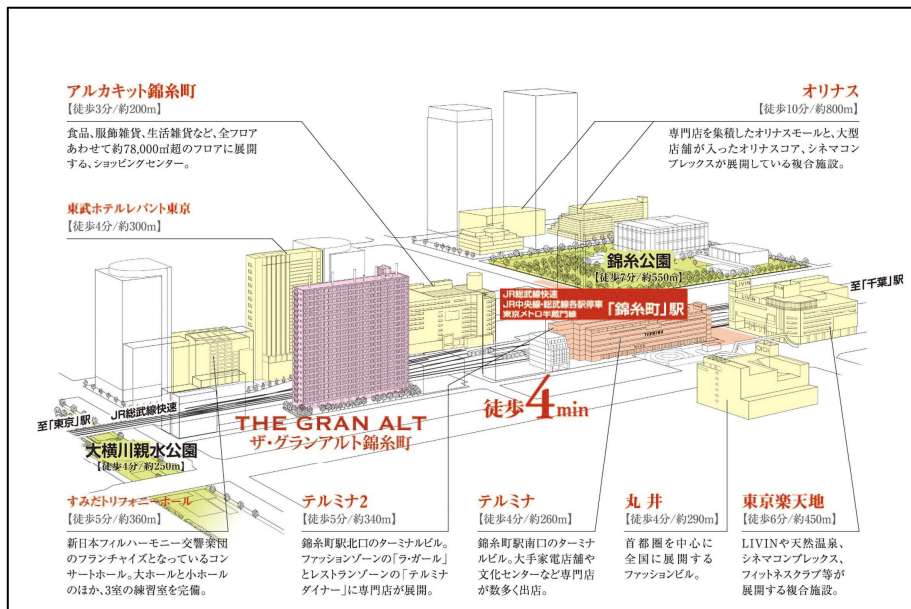 アルカキット錦糸町
【徒歩3分/約200m】
食品、服飾雑貨、生活雑貨など、全フロア
あわせて約78,000㎡超のフロアに展開
する、ショッピングセンター。
オリナス
【徒歩10分/約800m】
専門店を集積したオリナスモールと、大型
店舗が入ったオリナスコア、シネマコン
プレックスが展開している複合施設。
東武ホテルレバント東京
【徒歩4分/約300m】
錦糸公園
【徒歩7分/約550m】
JR総武線快速
JR中央線・総武線各駅停車
東京メトロ半蔵門線
「錦糸町」駅
LIVIN
LIVIN
至「千葉」駅
TERMINA
JR総武線快速
至「東京」駅
THE GRAN ALT
ザ・グランアルト錦糸町
徒歩4min
大横川親水公園
【徒歩4分/約250m】
すみだトリフォニーホール
【徒歩5分/約360m】
新日本フィルハーモニー交響楽団
のフランチャイズとなっているコン
サートホール。大ホールと小ホール
のほか、3室の練習室を完備。
テルミナ2
【徒歩5分/約340m】
錦糸町駅北口のターミナルビル。
ファッションゾーンの「ラ・ガール」
とレストランゾーンの「テルミナ
ダイナー」に専門店が展開。
テルミナ
【徒歩4分/約260m】
錦糸町駅南口のターミナ
ルビル。大手家電店舗や
文化センターなど専門店
が数多く出店。
丸井
【徒歩4分/約290m】
首都圏を中心に
全国に展開する
ファッションビル。
東京楽天地
【徒歩6分/約450m】
LIVINや天然温泉、
シネマコンプレックス、
フィットネスクラブ等が
展開する複合施設。